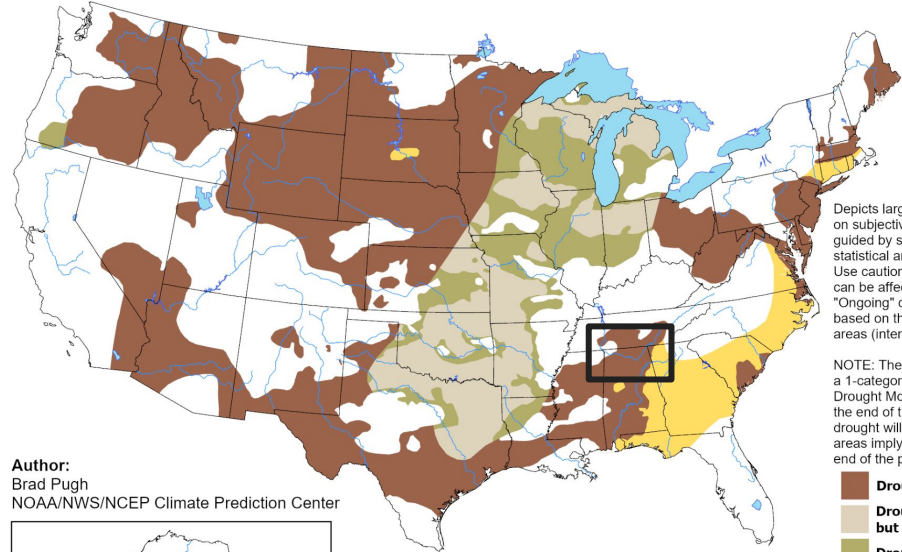 Depicts larg
on subjectiv
guided by s
statistical ar
Use caution
can be affec
"Ongoing" c
based on th
areas (inter
NOTE: The
a 1-categor
Drought Mo
the end of t
drought will
areas imply
end of the p
Author:
Brad Pugh
NOAA/NWS/NCEP Climate Prediction Center
Drou
Drou
but